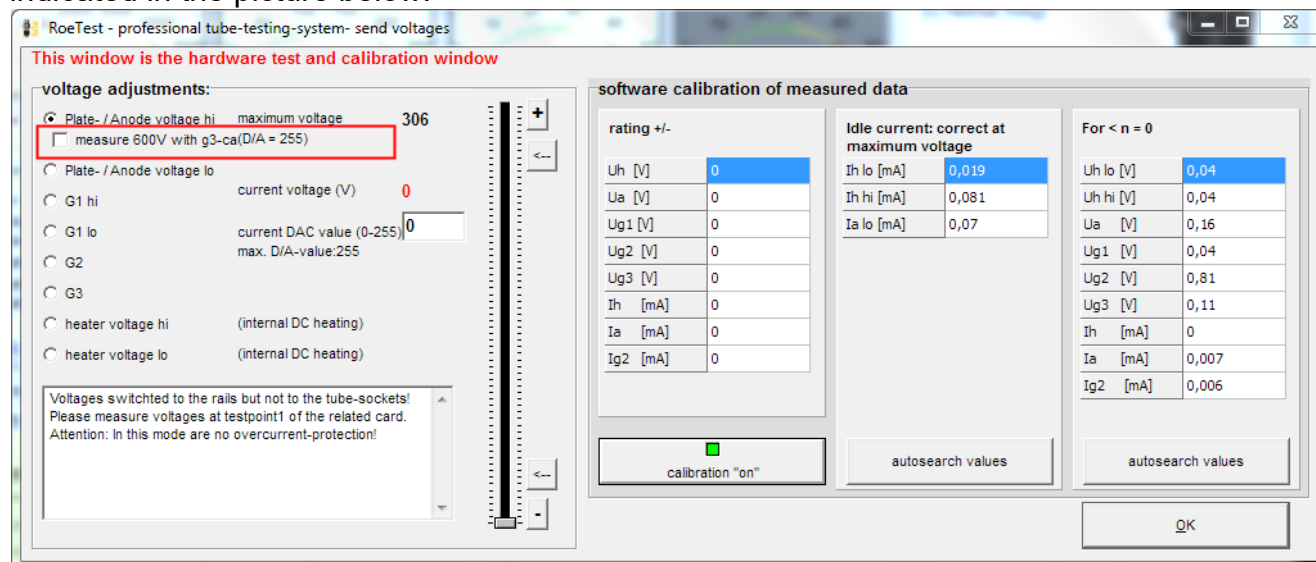 indicated in the picture below.
RoeTest - professional tube-testing-system- send voltages
This window is the hardware test and calibration window
voltage adjustments:
Plate- / Anode voltage hi maximum voltage 306
measure 600V with g3-ca(D/A = 255)
Plate- / Anode voltage lo
current voltage (V) 0
G1 hi
G1 lo current DAC value (0-255) 0
max. D/A-value:255
G2
G3
heater voltage hi (internal DC heating)
heater voltage lo (internal DC heating)
Voltages switchted to the rails but not to the tube-sockets!
Please measure voltages at testpoint1 of the related card.
Attention: In this mode are no overcurrent-protection!
+
<--
<--
-
software calibration of measured data
rating +/-
Uh [V] 0
Ua [V] 0
Ug1 [V] 0
Ug2 [V] 0
Ug3 [V] 0
Ih [mA] 0
Ia [mA] 0
Ig2 [mA] 0
calibration "on"
Idle current: correct at
maximum voltage
Ih lo [mA] 0,019
Ih hi [mA] 0,081
Ia lo [mA] 0,07
autosearch values
For < n = 0
Uh lo [V] 0,04
Uh hi [V] 0,04
Ua [V] 0,16
Ug1 [V] 0,04
Ug2 [V] 0,81
Ug3 [V] 0,11
Ih [mA] 0
Ia [mA] 0,007
Ig2 [mA] 0,006
autosearch values
OK